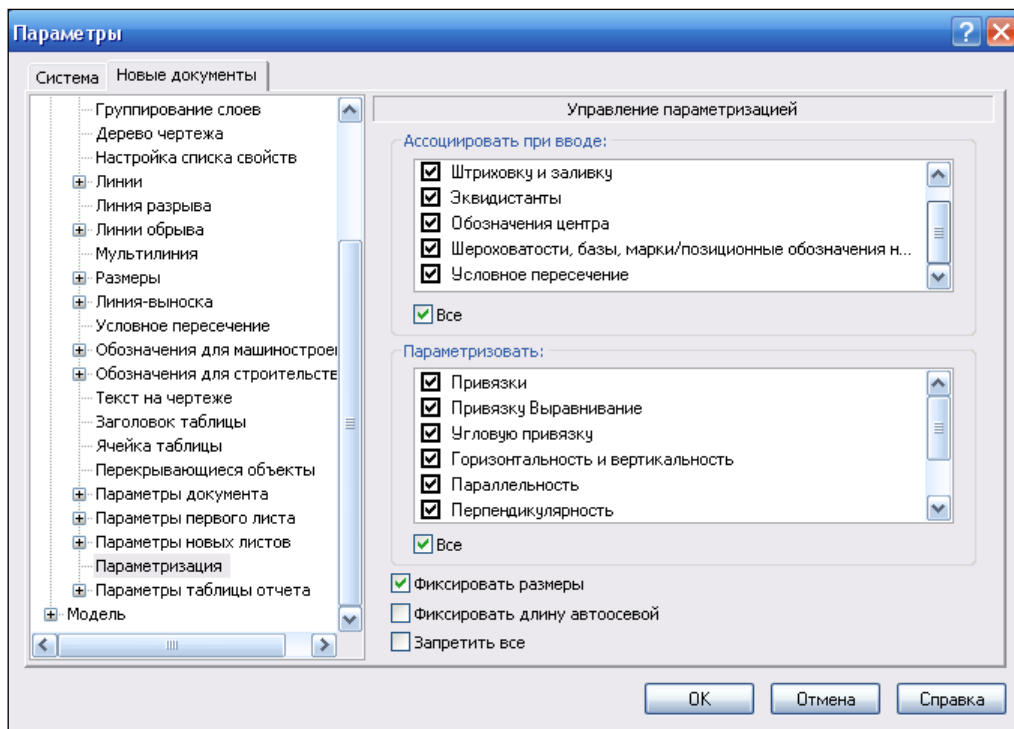 Параметры
Система
Новые документы
Группирование слоев
Дерево чертежа
Настройка списка свойств
Линии
Линия разрыва
Линии обрыва
Мультилиния
Размеры
Линия-выноска
Условное пересечение
Обозначения для машинострое
Обозначения для строительств
Текст на чертеже
Заголовок таблицы
Ячейка таблицы
Перекрывающиеся объекты
Параметры документа
Параметры первого листа
Параметры новых листов
Параметризация
Параметры таблицы отчета
Модель
Управление параметризацией
Ассоциировать при вводе:
Штриховку и заливку
Эквидистанты
Обозначения центра
Шероховатости, базы, марки/позиционные обозначения н...
Условное пересечение
Все
Параметризовать:
Привязки
Привязку Выравнивание
Угловую привязку
Горизонтальность и вертикальность
Параллельность
Перпендикулярность
Все
Фиксировать размеры
Фиксировать длину автоосевой
Запретить все
ОК
Отмена
Справка